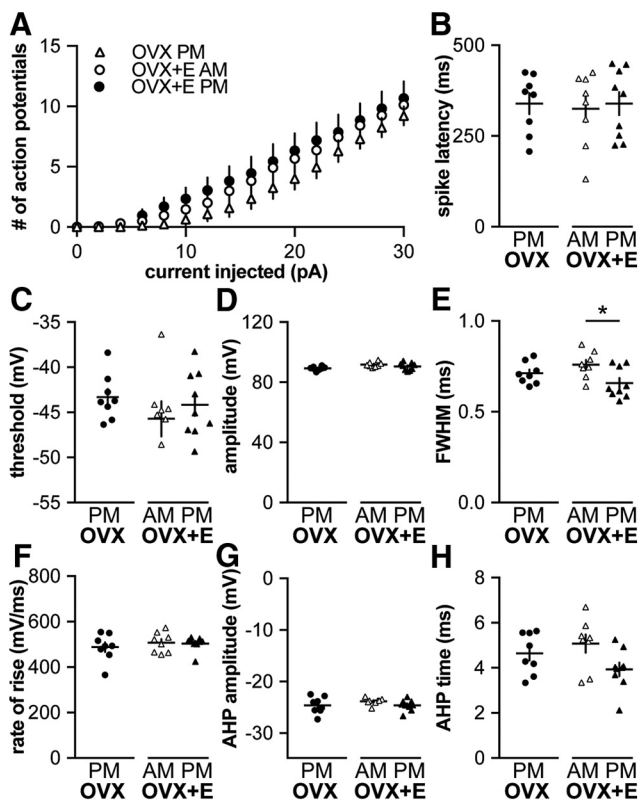 A
15
10
5
0
# of action potentials
OVX PM
OVX+E AM
OVX+E PM
0
10
20
30
current injected (pA)
B
500
250
0
spike latency (ms)
PM
AM PM
OVX
OVX+E
C
-35
-40
-45
-50
-55
threshold (mV)
PM
AM PM
OVX
OVX+E
D
120
80
40
0
amplitude (mV)
PM
AM PM
OVX
OVX+E
E
1.0
0.5
0.0
FWHM (ms)
*
PM
AM PM
OVX
OVX+E
F
800
600
400
200
0
rate of rise (mV/ms)
PM
AM PM
OVX
OVX+E
G
0
-10
-20
-30
AHP amplitude (mV)
PM
AM PM
OVX
OVX+E
H
8
6
4
2
0
AHP time (ms)
PM
AM PM
OVX
OVX+E